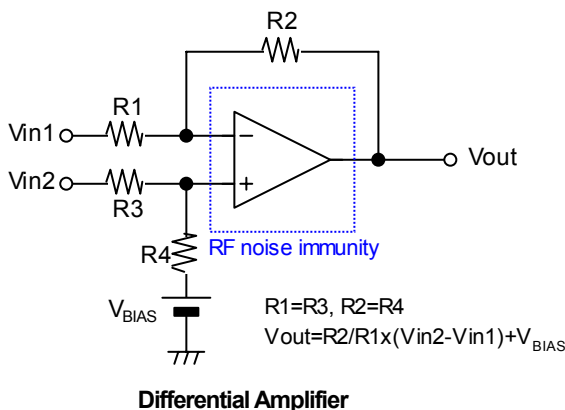 R2
R1
Vin1
−
Vout
Vin2
+
R3
R4
RF noise immunity
VBIAS
R1=R3, R2=R4
Vout=R2/R1x(Vin2-Vin1)+VBIAS
Differential Amplifier